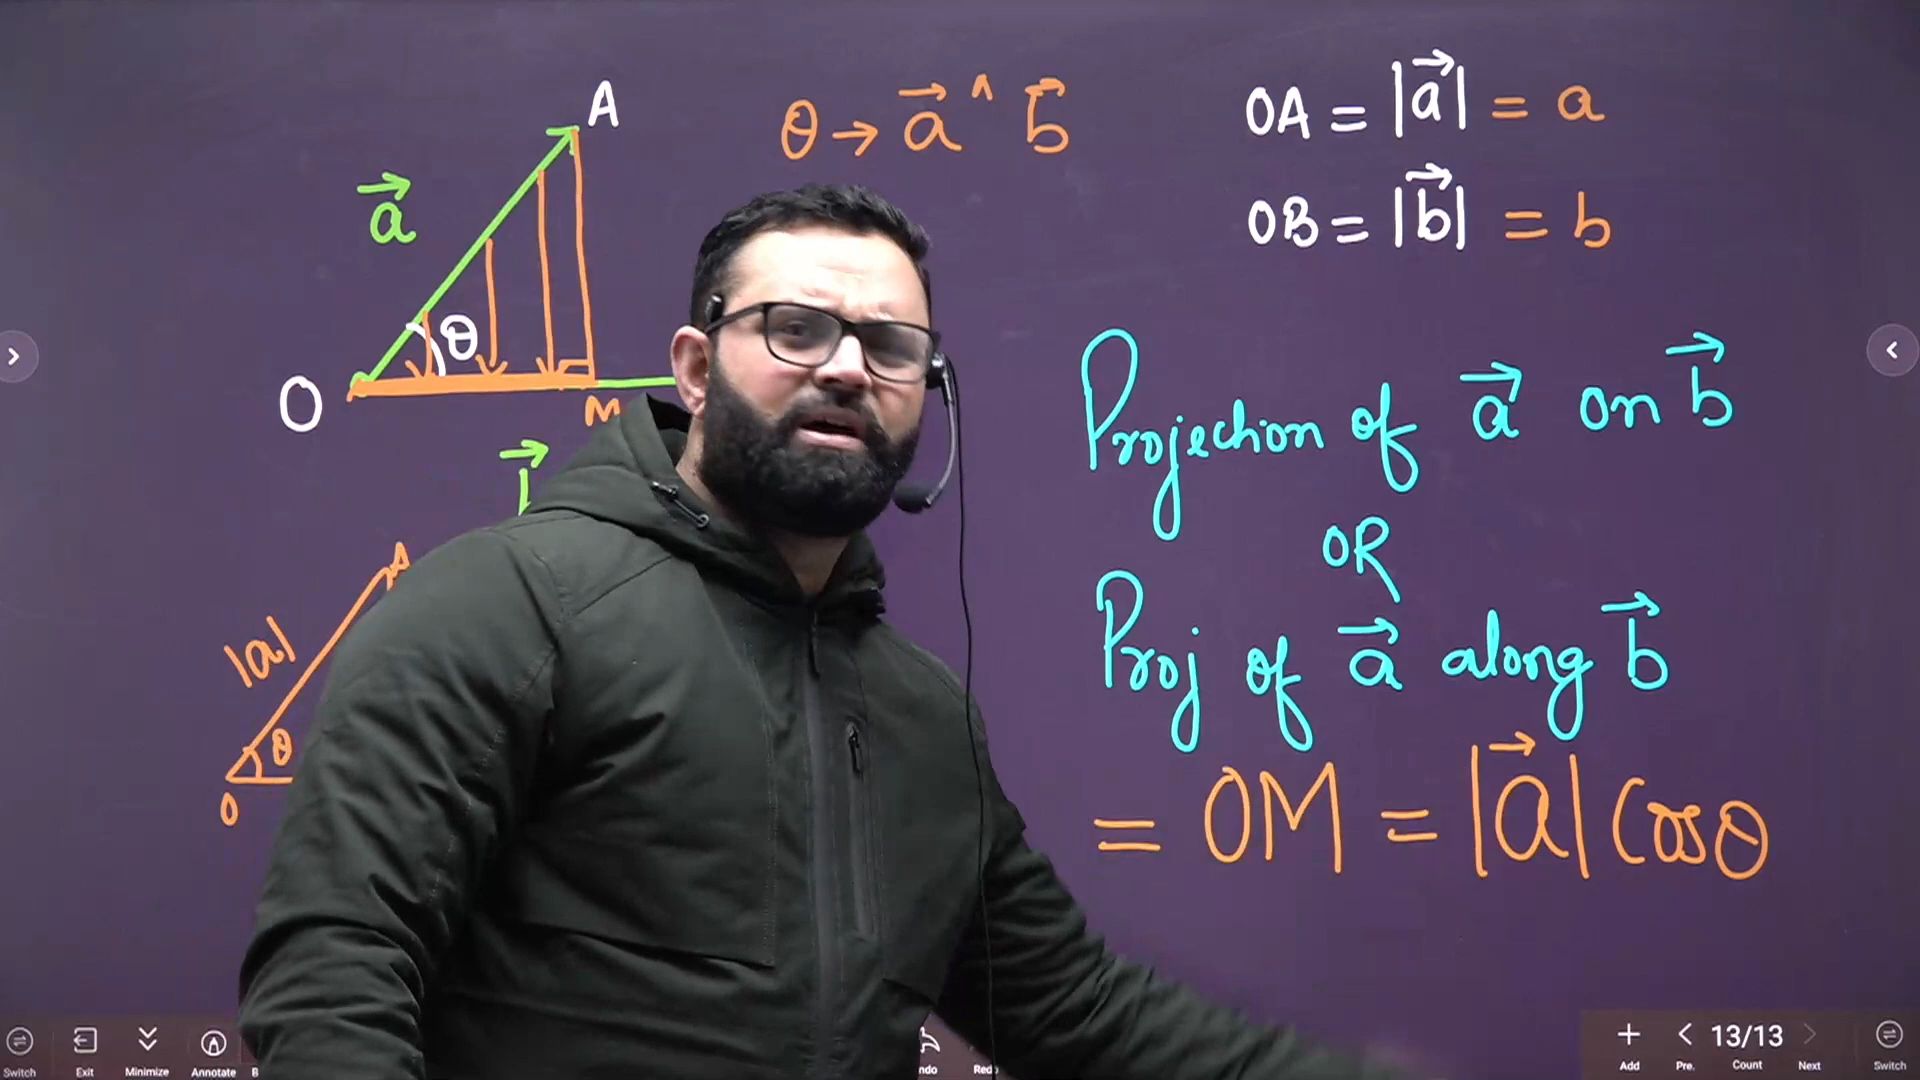 A
θ → a⃗ ^ b⃗
OA = |a⃗| = a
a⃗
OB = |b⃗| = b
θ
O
M
Projection of a⃗ on b⃗
OR
A
|a|
Proj of a⃗ along b⃗
θ
O
= OM = |a⃗| Cosθ
13/13
Switch Exit Minimize Annotate Add Pre. Count Next Switch